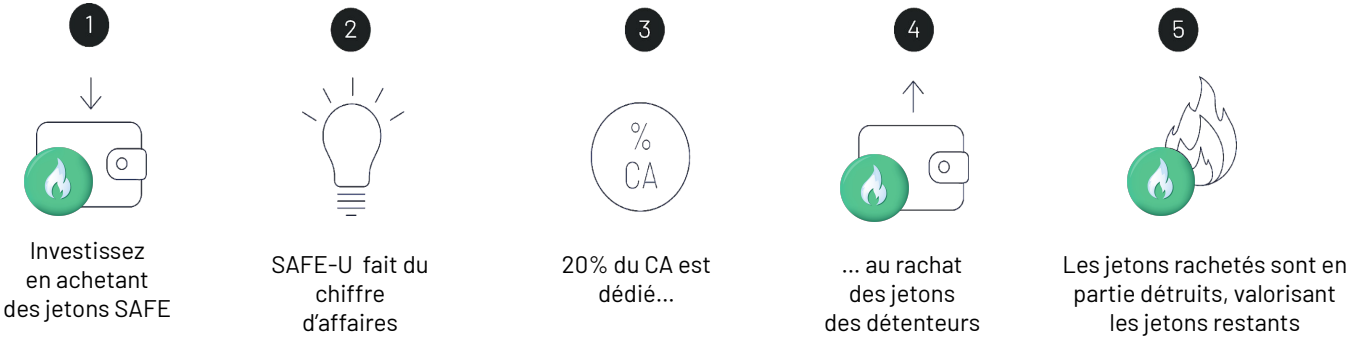 1
Investissez
en achetant
des jetons SAFE
2
SAFE-U fait du
chiffre
d'affaires
3
%
CA
20% du CA est
dédié...
4
... au rachat
des jetons
des détenteurs
5
Les jetons rachetés sont en
partie détruits, valorisant
les jetons restants